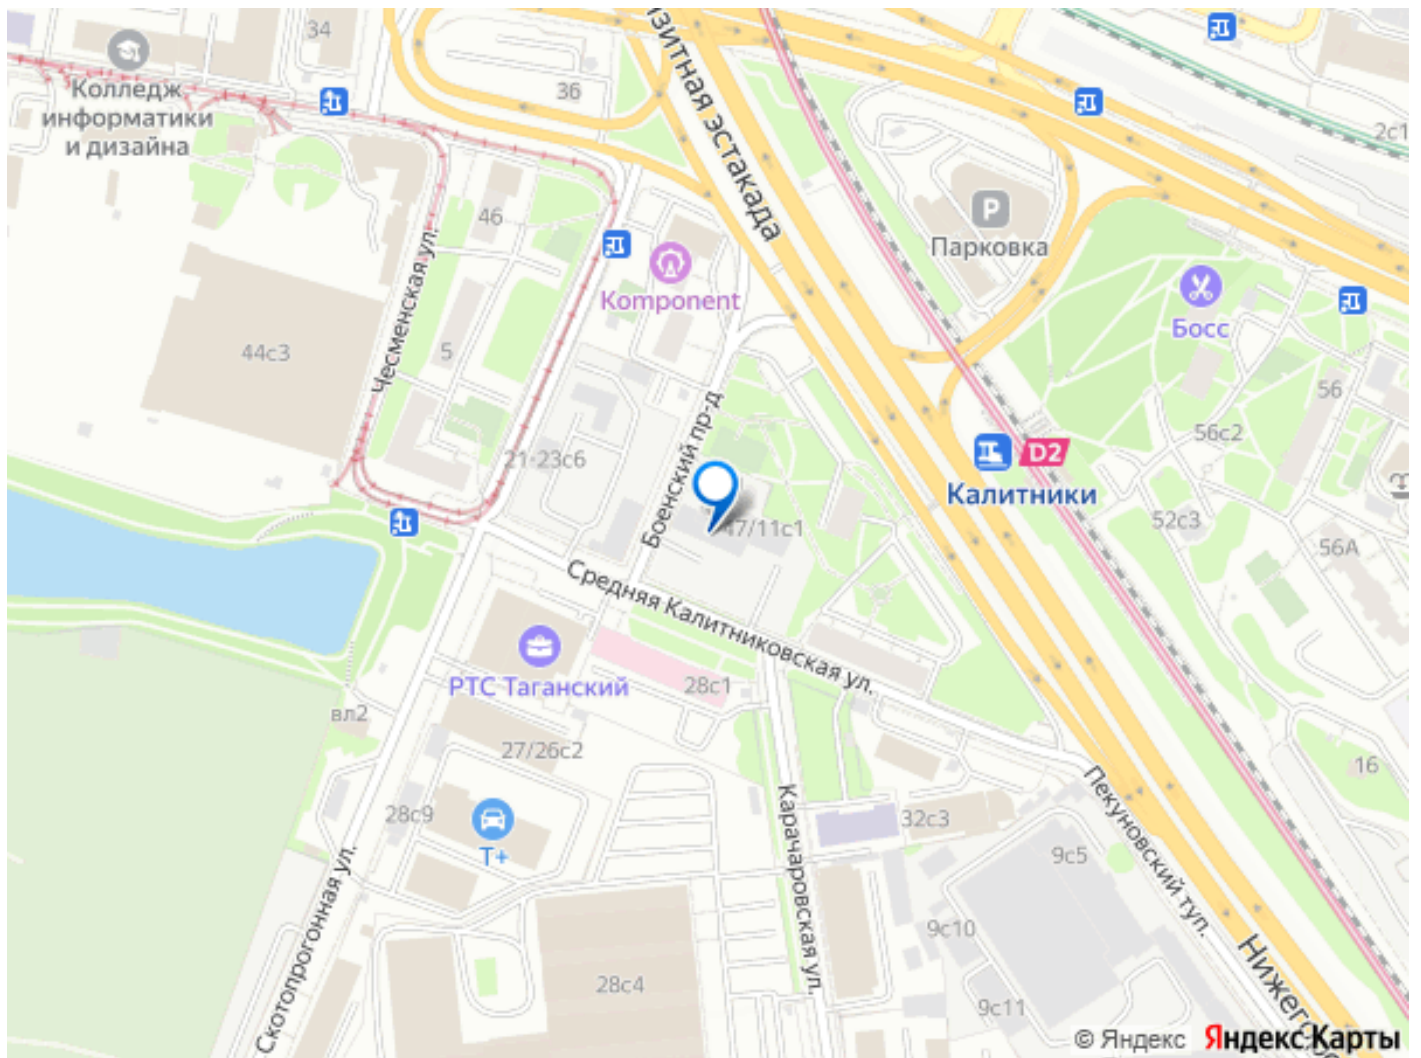 34
36
зитная эстакада
2с1
Колледж
информатики
и дизайна
46
P
Парковка
Чесменская ул.
Komponent
Босс
44с3
5
56
Боенский пр-д
56с2
21-23с6
D2
Калитники
47/11с1
52с3
56А
Средняя Калитниковская ул.
РТС Таганский
28с1
вл2
27/26с2
16
Пекуновский туп.
28с9
Т+
32с3
Карачаровская ул.
9с5
Скотопрогонная ул.
9с10
28с4
9с11
Нижего
© Яндекс Яндекс Карты